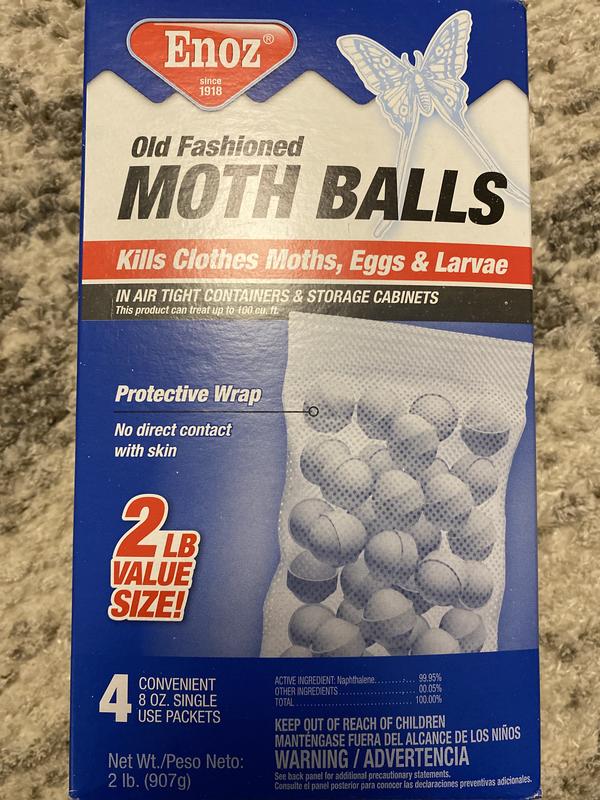 Enoz®
since
1918
Old Fashioned
MOTH BALLS
Kills Clothes Moths, Eggs & Larvae
IN AIR TIGHT CONTAINERS & STORAGE CABINETS
This product can treat up to 100 cu. ft.
Protective Wrap
No direct contact
with skin
2 LB
VALUE
SIZE!
4 CONVENIENT
8 OZ. SINGLE
USE PACKETS
Net Wt./Peso Neto:
2 lb. (907g)
ACTIVE INGREDIENT: Naphthalene.......... 99.95%
OTHER INGREDIENTS.................... 00.05%
TOTAL............................... 100.00%
KEEP OUT OF REACH OF CHILDREN
MANTÉNGASE FUERA DEL ALCANCE DE LOS NIÑOS
WARNING / ADVERTENCIA
See back panel for additional precautionary statements.
Consulte el panel posterior para conocer las declaraciones preventivas adicionales.